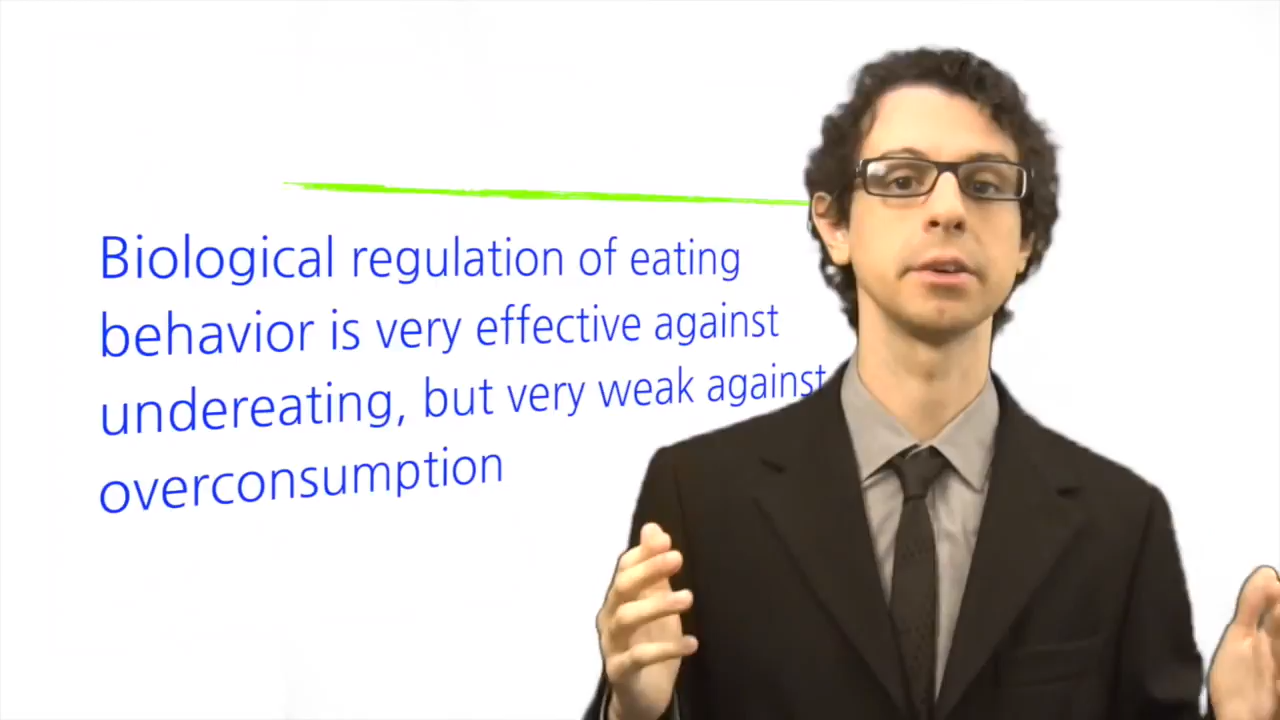 Biological regulation of eating
behavior is very effective against
undereating, but very weak against
overconsumption